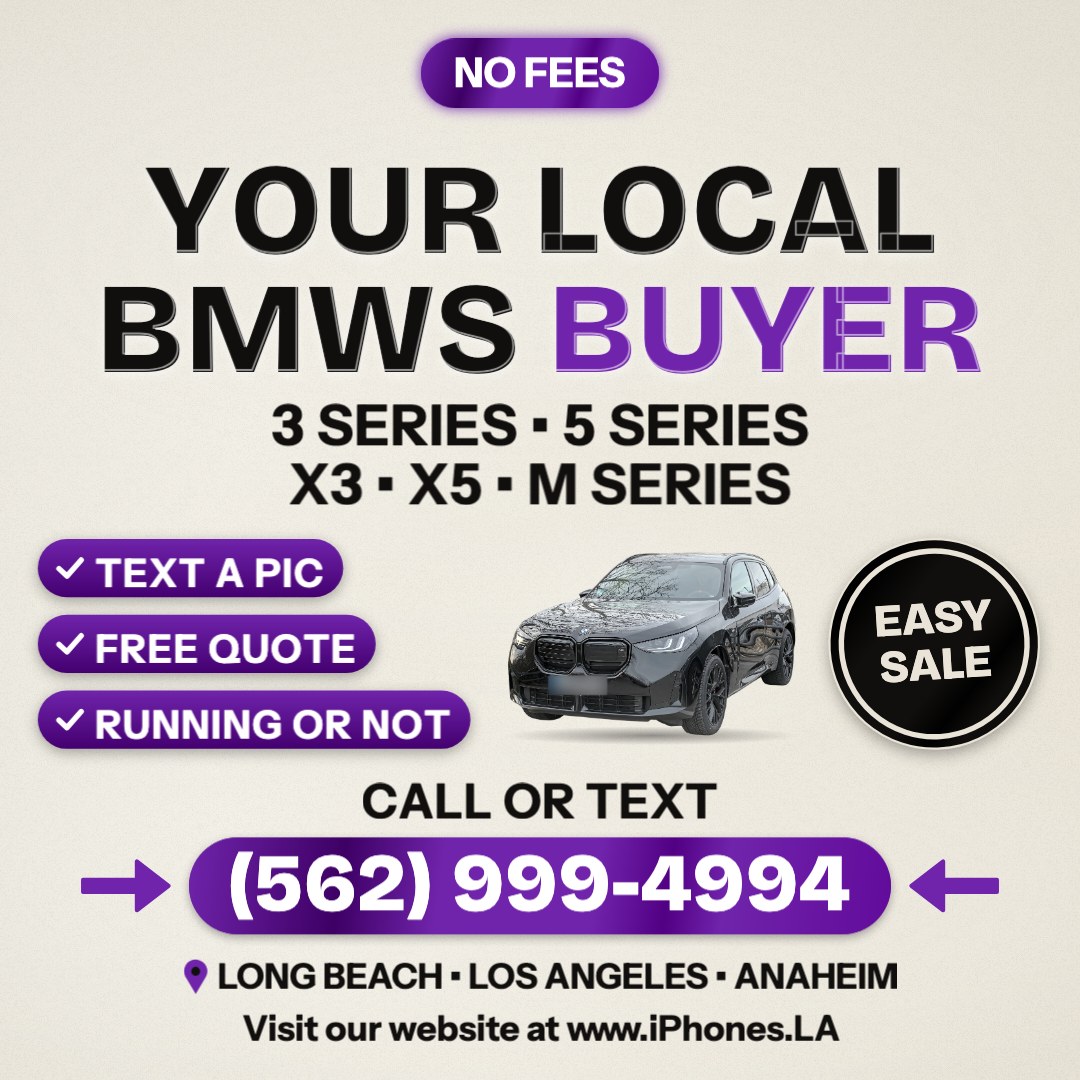 NO FEES
YOUR LOCAL
BMWS BUYER
3 SERIES ▪ 5 SERIES
X3 ▪ X5 ▪ M SERIES
✓ TEXT A PIC
✓ FREE QUOTE
✓ RUNNING OR NOT
EASY
SALE
CALL OR TEXT
(562) 999-4994
LONG BEACH ▪ LOS ANGELES ▪ ANAHEIM
Visit our website at www.iPhones.LA